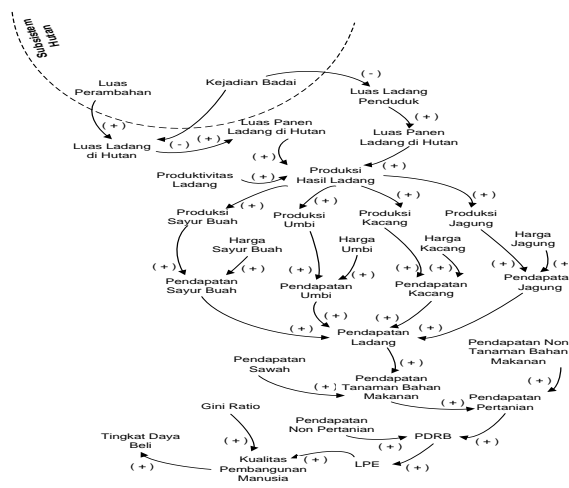 Subsistem
Hutan
Luas
Perambahan
Kejadian Badai
( - )
Luas Ladang
Penduduk
( + )
( + )
Luas Ladang
di Hutan
( - )
( + )
Luas Panen
Ladang di Hutan
Luas Panen
Ladang di Hutan
( + )
( + )
Produktivitas
Ladang
( + )
Produksi
Hasil Ladang
( + )
( + )
( + )
( + )
Produksi
Sayur Buah
Produksi
Umbi
Produksi
Kacang
Produksi
Jagung
Harga
Sayur Buah
Harga
Umbi
Harga
Kacang
Harga
Jagung
( + )
( + )
( + )
( + )
( + )
( + )
( + )
( +
Pendapatan
Sayur Buah
Pendapatan
Umbi
Pendapatan
Kacang
Pendapata
Jagung
( + )
( + )
( + )
( + )
Pendapatan
Ladang
Pendapatan Non
Tanaman Bahan
Makanan
( + )
Pendapatan
Sawah
( +
Pendapatan
Tanaman Bahan
Makanan
( +
( + )
Pendapatan
Pertanian
Gini Ratio
Pendapatan
Non Pertanian
( + )
PDRB
( + )
Tingkat Daya
Beli
( + )
( + )
Kualitas
Pembangunan
Manusia
( + )
LPE
( + )